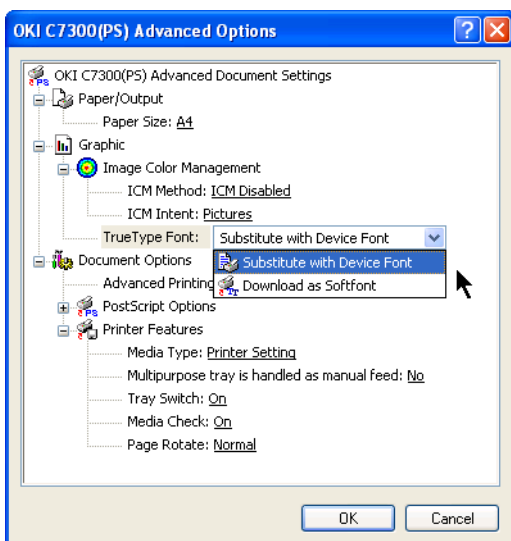 OKI C7300(PS) Advanced Options
OKI C7300(PS) Advanced Document Settings
Paper/Output
Paper Size: A4
Graphic
Image Color Management
ICM Method: ICM Disabled
ICM Intent: Pictures
TrueType Font: Substitute with Device Font
Substitute with Device Font
Download as Softfont
Document Options
Advanced Printing
PostScript Options
Printer Features
Media Type: Printer Setting
Multipurpose tray is handled as manual feed: No
Tray Switch: On
Media Check: On
Page Rotate: Normal
OK Cancel